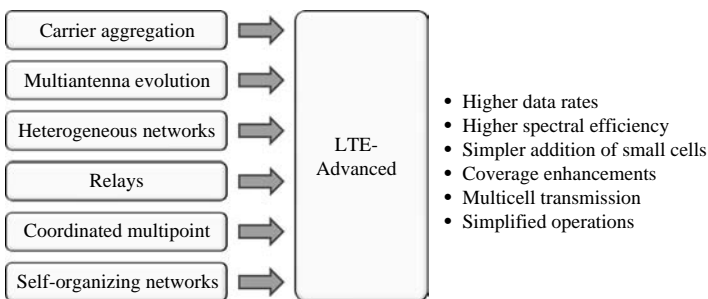 Carrier aggregation
Multiantenna evolution
Heterogeneous networks
Relays
Coordinated multipoint
Self-organizing networks
LTE-
Advanced
• Higher data rates
• Higher spectral efficiency
• Simpler addition of small cells
• Coverage enhancements
• Multicell transmission
• Simplified operations